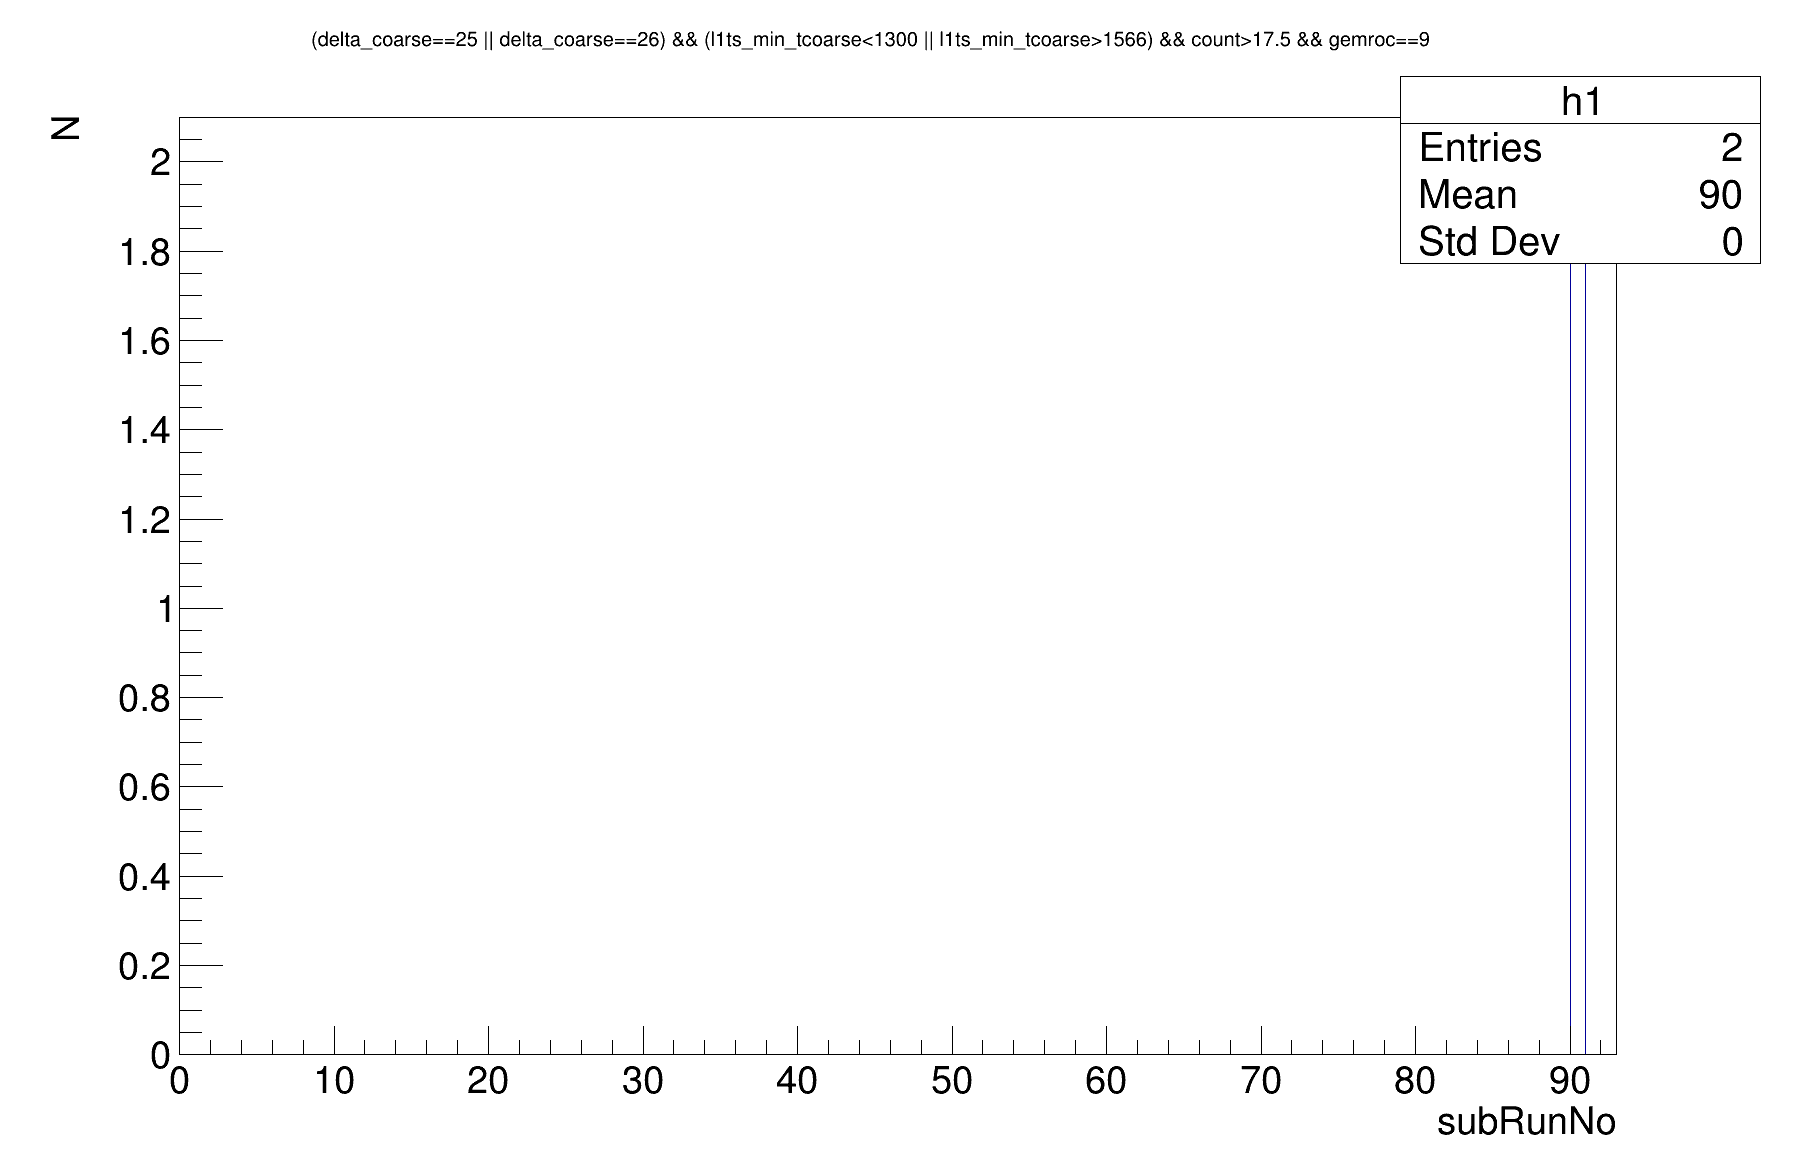 (delta_coarse==25 || delta_coarse==26) && (l1ts_min_tcoarse<1300 || l1ts_min_tcoarse>1566) && count>17.5 && gemroc==9
h1
Entries 2
Mean 90
Std Dev 0
N
2
1.8
1.6
1.4
1.2
1
0.8
0.6
0.4
0.2
0
0 10 20 30 40 50 60 70 80 90
subRunNo